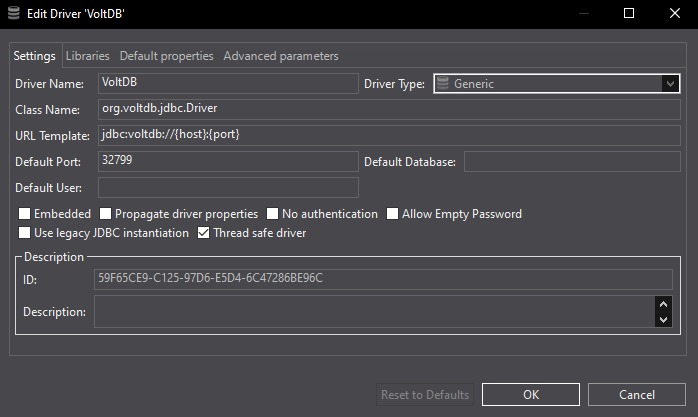 Edit Driver 'VoltDB'
Settings Libraries Default properties Advanced parameters
Driver Name: VoltDB Driver Type: Generic
Class Name: org.voltdb.jdbc.Driver
URL Template: jdbc:voltdb://{host}:{port}
Default Port: 32799 Default Database:
Default User:
Embedded Propagate driver properties No authentication Allow Empty Password
Use legacy JDBC instantiation Thread safe driver
Description
ID: 59F65CE9-C125-97D6-E5D4-6C47286BE96C
Description:
Reset to Defaults OK Cancel